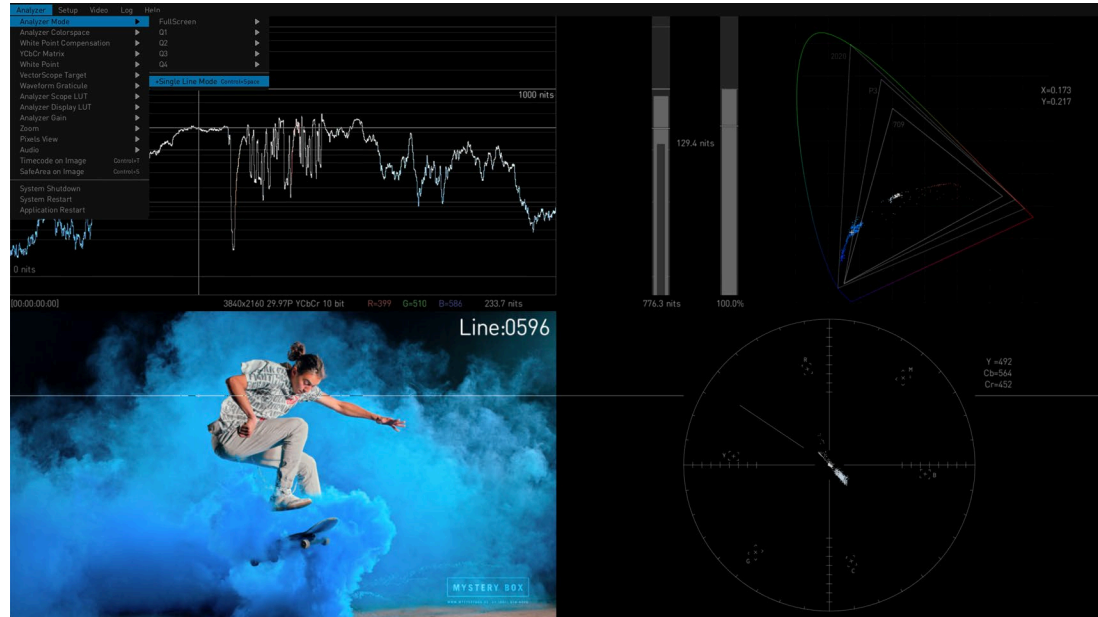 Analyzer Setup Video Log Help
Analyzer Mode
Analyzer Colorspace
White Point Compensation
YCbCr Matrix
White Point
VectorScope Target
Waveform Graticule
Analyzer Scope LUT
Analyzer Display LUT
Analyzer Gain
Zoom
Pixels View
Audio
Timecode on Image Control+T
SafeArea on Image Control+S
System Shutdown
System Restart
Application Restart
FullScreen
Q1
Q2
Q3
Q4
Single Line Mode Control+Space
1000 nits
0 nits
[00:00:00:00] 3840x2160 29.97P YCbCr 10 bit R=399 G=510 B=586 233.7 nits
129.4 nits
776.3 nits 100.0%
2020
P3
709
X=0.173
Y=0.217
Line:0596
MYSTERY BOX
R
M
Y
B
G
C
Y =492
Cb=564
Cr=452